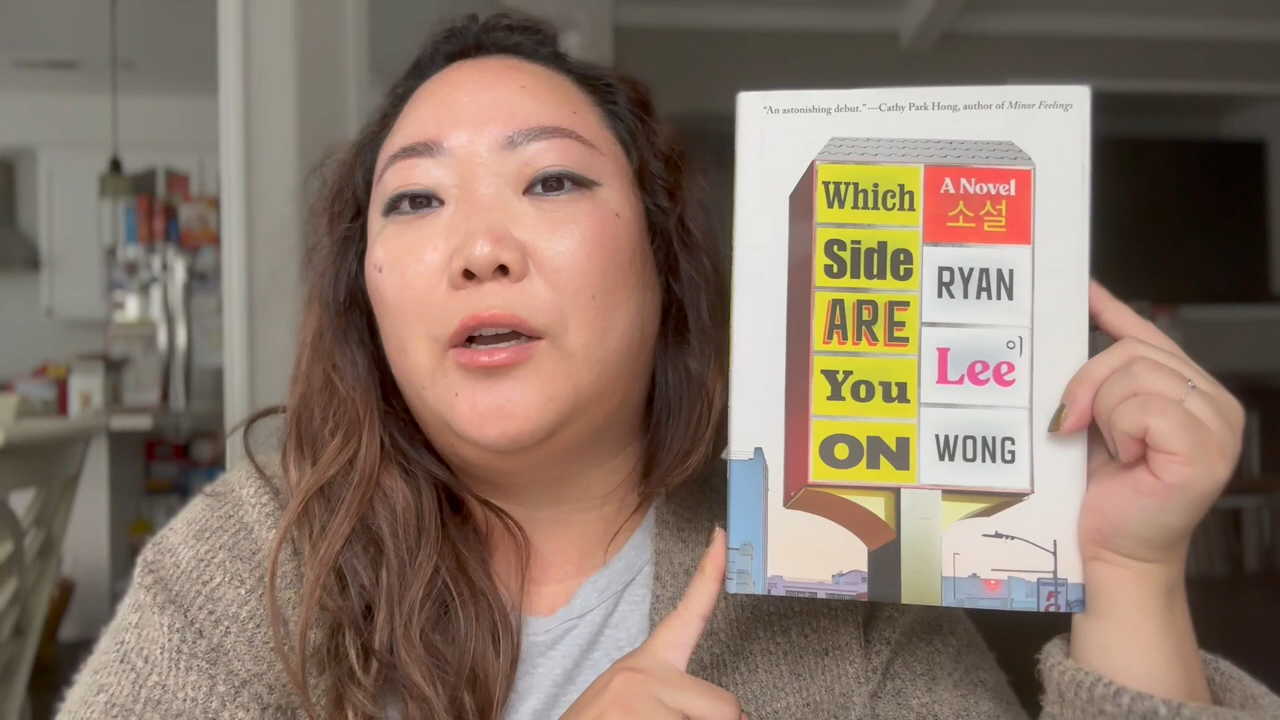 “An astonishing debut.”—Cathy Park Hong, author of Minor Feelings
Which
Side
ARE
You
ON
A Novel
소설
RYAN
이
Lee
WONG